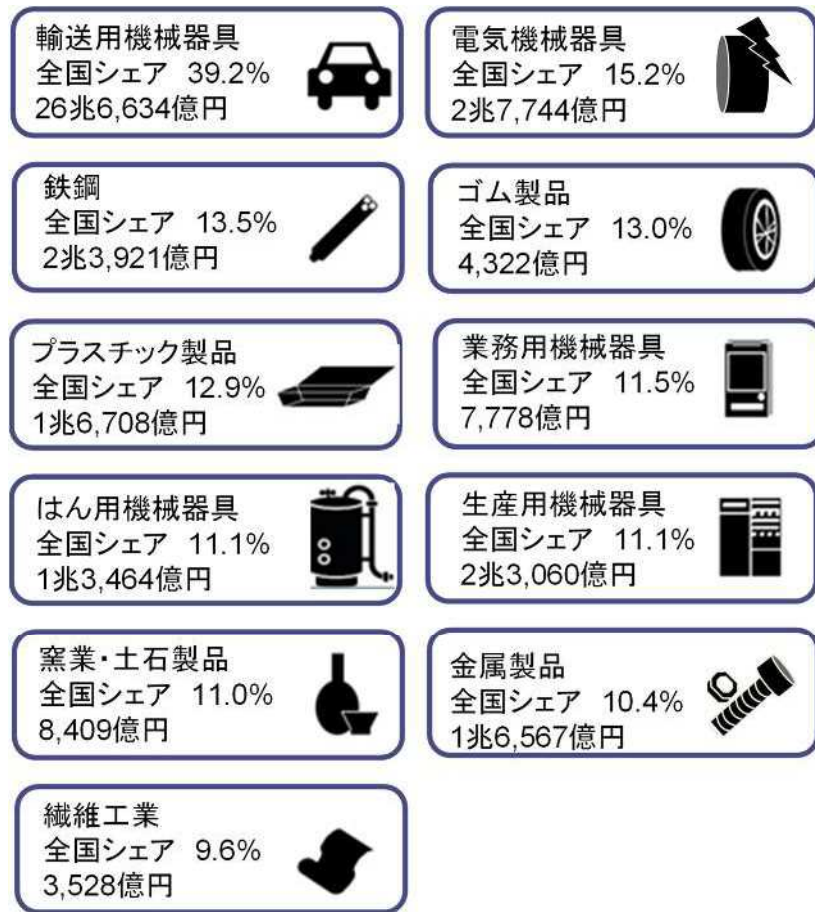 輸送用機械器具
全国シェア 39.2%
26兆6,634億円
電気機械器具
全国シェア 15.2%
2兆7,744億円
鉄鋼
全国シェア 13.5%
2兆3,921億円
ゴム製品
全国シェア 13.0%
4,322億円
プラスチック製品
全国シェア 12.9%
1兆6,708億円
業務用機械器具
全国シェア 11.5%
7,778億円
はん用機械器具
全国シェア 11.1%
1兆3,464億円
生産用機械器具
全国シェア 11.1%
2兆3,060億円
窯業・土石製品
全国シェア 11.0%
8,409億円
金属製品
全国シェア 10.4%
1兆6,567億円
繊維工業
全国シェア 9.6%
3,528億円